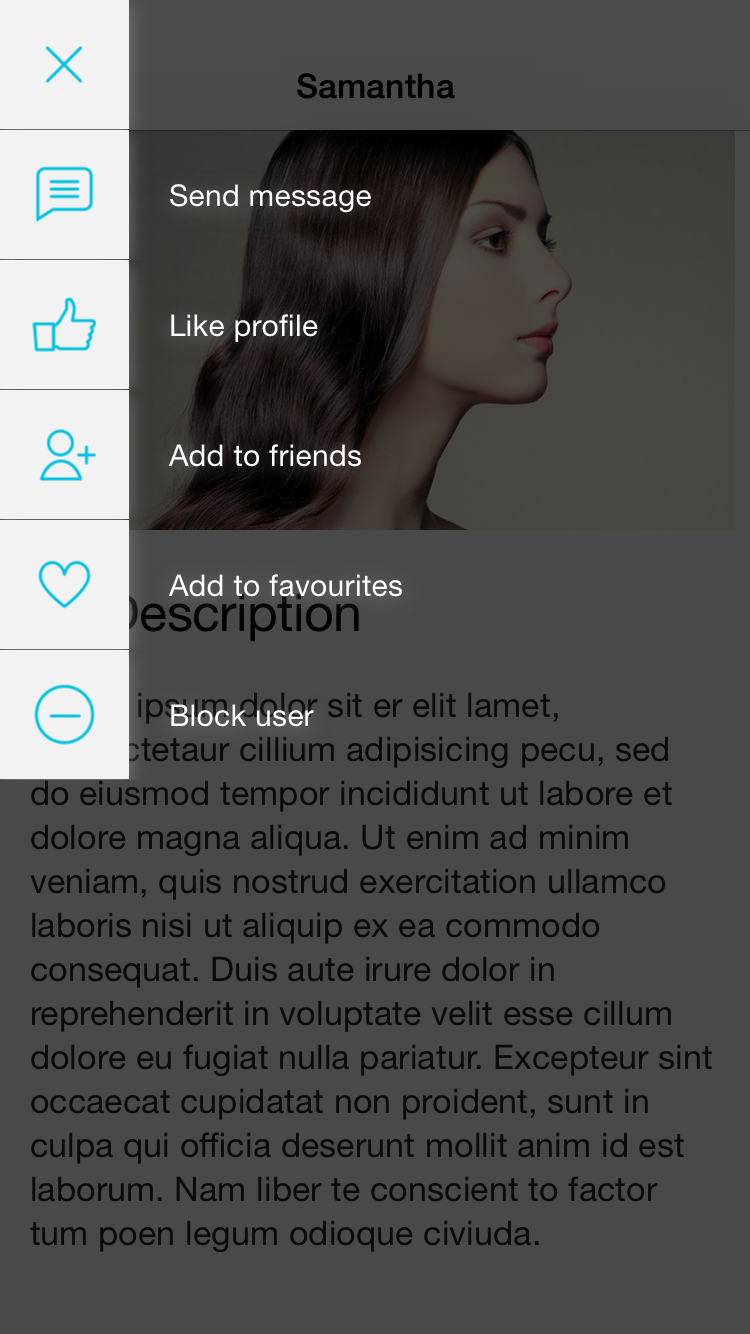 Samantha
Send message
Like profile
Add to friends
Add to favourites
Description
ipsum dolor sit er elit lamet,
Block user
ctetaur cillium adipisicing pecu, sed
do eiusmod tempor incididunt ut labore et
dolore magna aliqua. Ut enim ad minim
veniam, quis nostrud exercitation ullamco
laboris nisi ut aliquip ex ea commodo
consequat. Duis aute irure dolor in
reprehenderit in voluptate velit esse cillum
dolore eu fugiat nulla pariatur. Excepteur sint
occaecat cupidatat non proident, sunt in
culpa qui officia deserunt mollit anim id est
laborum. Nam liber te conscient to factor
tum poen legum odioque civiuda.